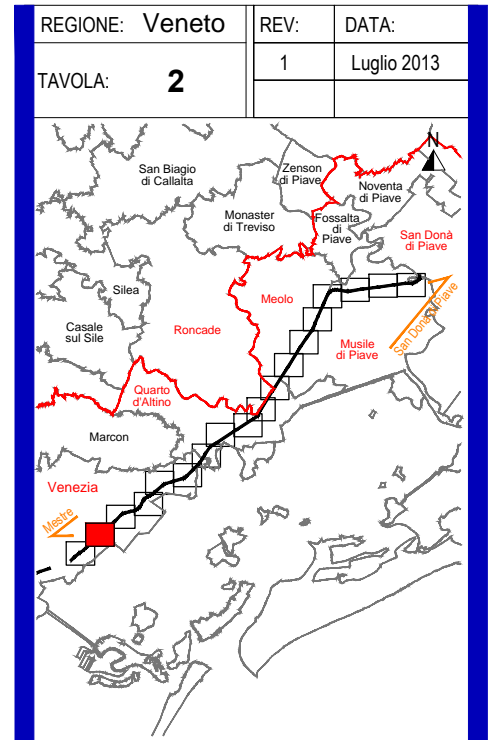 REGIONE: Veneto
REV:
DATA:
TAVOLA: 2
1
Luglio 2013
N
San Biagio
di Callalta
Zenson
di Piave
Noventa
di Piave
Monaster
di Treviso
Fossalta
di
Piave
San Donà
di Piave
Silea
Meolo
San Donà di Piave
Casale
sul Sile
Roncade
Musile
di Piave
Quarto
d'Altino
Marcon
Venezia
Mestre